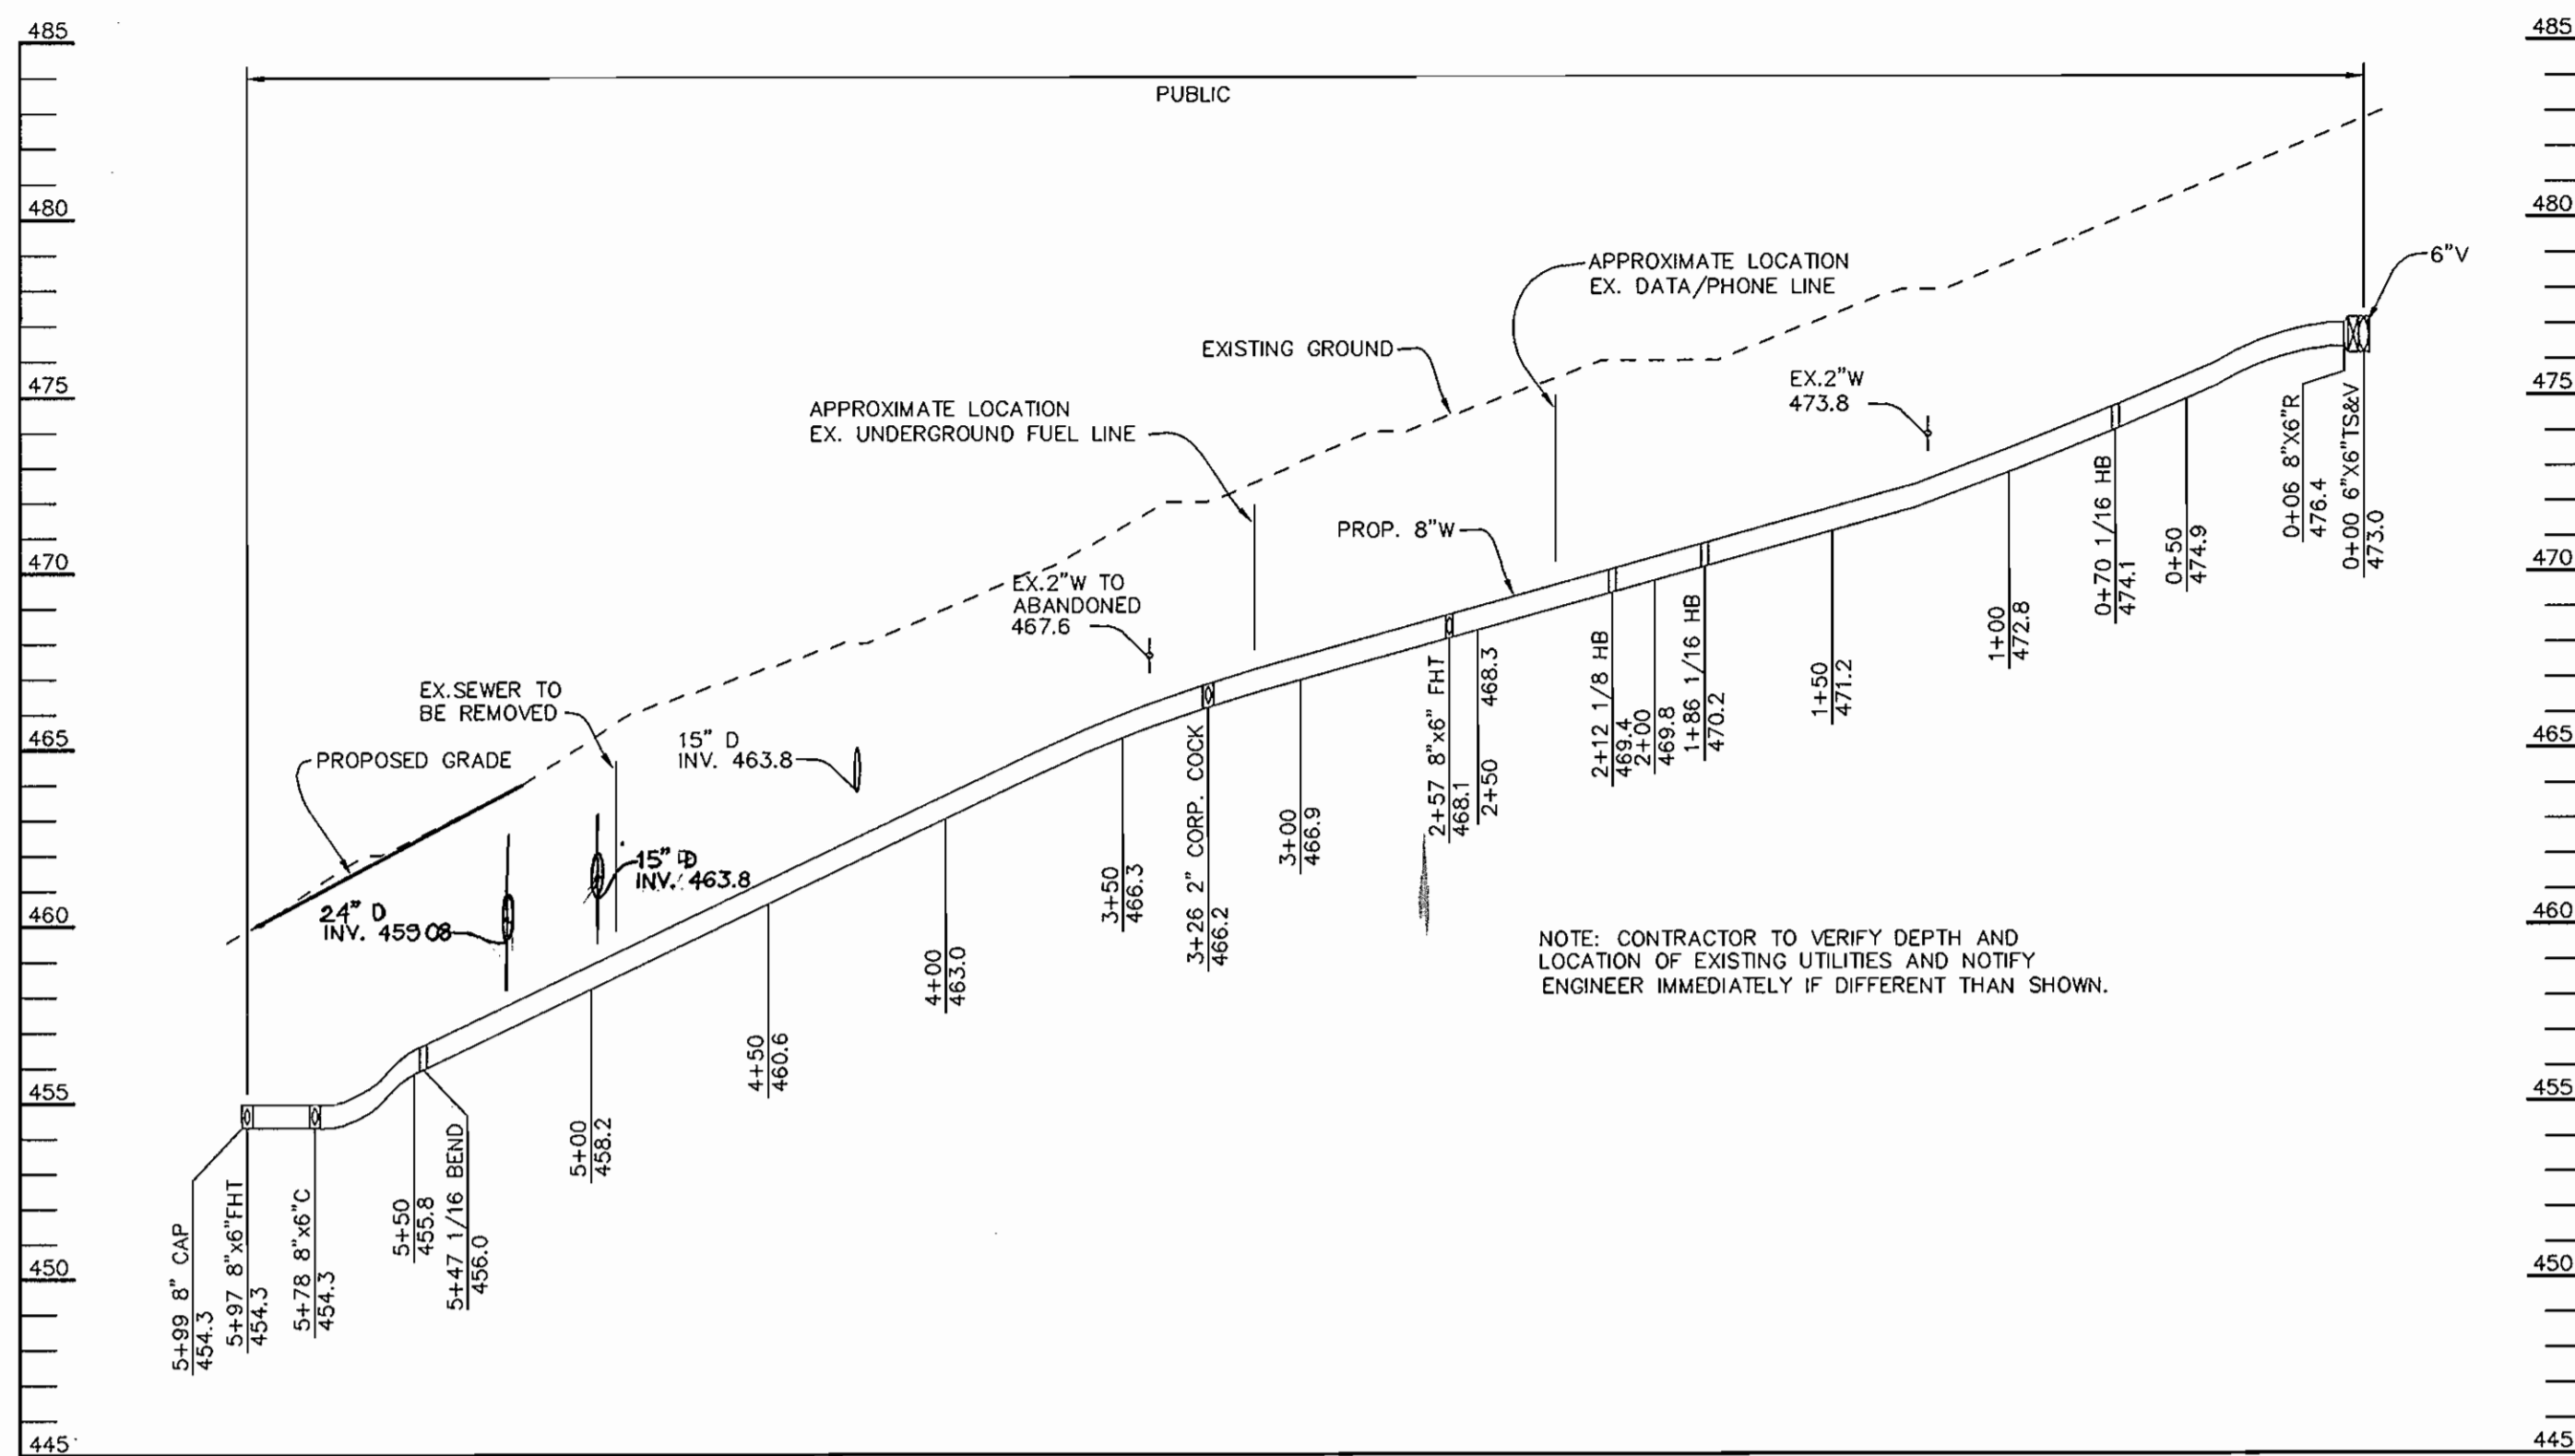 485
480
475
470
465
460
455
450
445
485
480
475
470
465
460
455
450
445
PUBLIC
6"V
APPROXIMATE LOCATION
EX. DATA/PHONE LINE
EXISTING GROUND
EX.2"W
473.8
APPROXIMATE LOCATION
EX. UNDERGROUND FUEL LINE
PROP. 8"W
EX.2"W TO
ABANDONED
467.6
EX.SEWER TO
BE REMOVED
15" D
INV. 463.8
PROPOSED GRADE
15" D
INV. 463.8
24" D
INV. 459 08
NOTE: CONTRACTOR TO VERIFY DEPTH AND
LOCATION OF EXISTING UTILITIES AND NOTIFY
ENGINEER IMMEDIATELY IF DIFFERENT THAN SHOWN.
5+99 8" CAP
454.3
5+97 8"x6"FHT
454.3
5+78 8"x6"C
454.3
5+50
455.8
5+47 1/16 BEND
456.0
5+00
458.2
4+50
460.6
4+00
463.0
3+50
466.3
3+26 2" CORP. COCK
466.2
3+00
466.9
2+57 8"x6" FHT
468.1
2+50
468.3
2+12 1/8 HB
469.4
2+00
469.8
1+86 1/16 HB
470.2
1+50
471.2
1+00
472.8
0+70 1/16 HB
474.1
0+50
474.9
0+06 8"X6"R
476.4
0+00 6"X6"TS&V
473.0